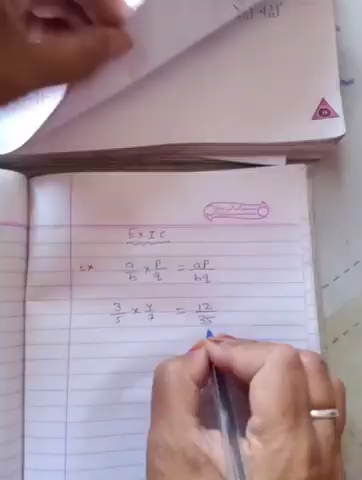 Ex I C
Ex a/b × p/q = ap/bq
3/5 × 4/7 = 12/35